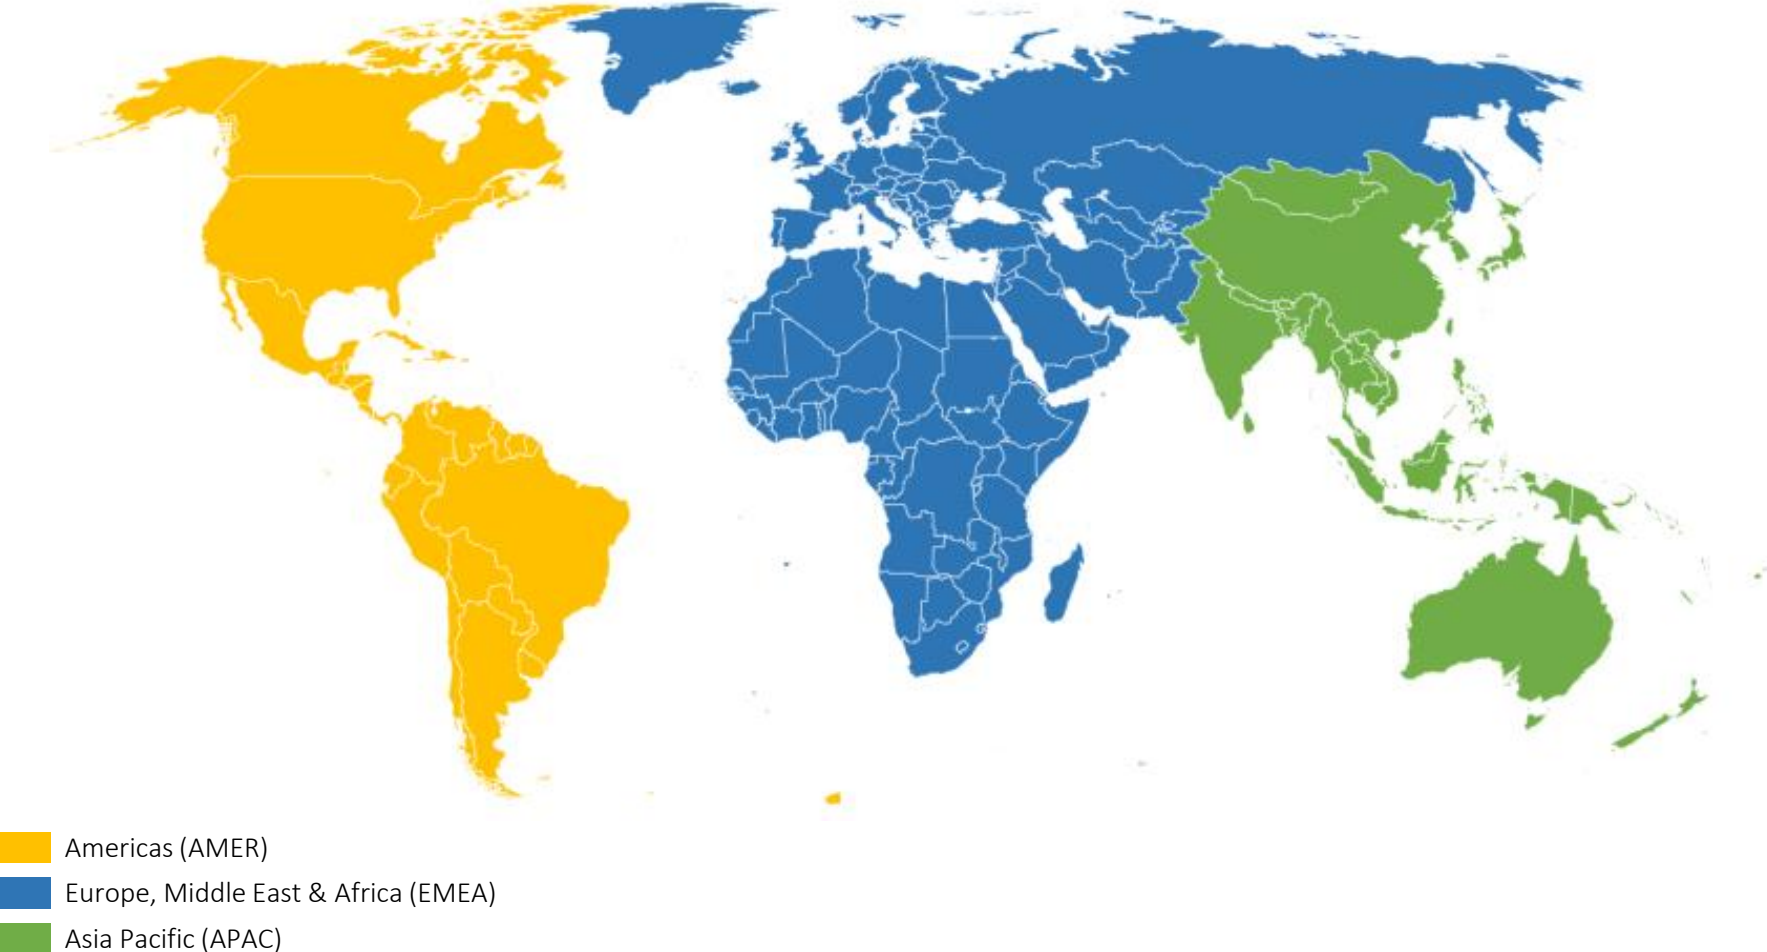 Americas (AMER)
Europe, Middle East & Africa (EMEA)
Asia Pacific (APAC)